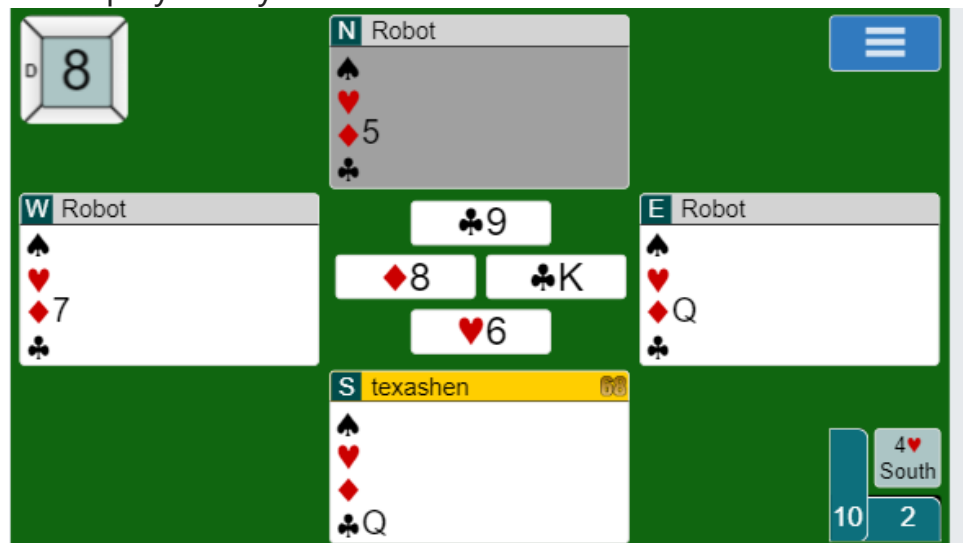 D 8
N Robot
♠
♥
♦5
♣
W Robot
♠
♥
♦7
♣
♣9
♦8
♣K
♥6
E Robot
♠
♥
♦Q
♣
S texashen 68
♠
♥
♦
♣Q
4♥
South
10 2